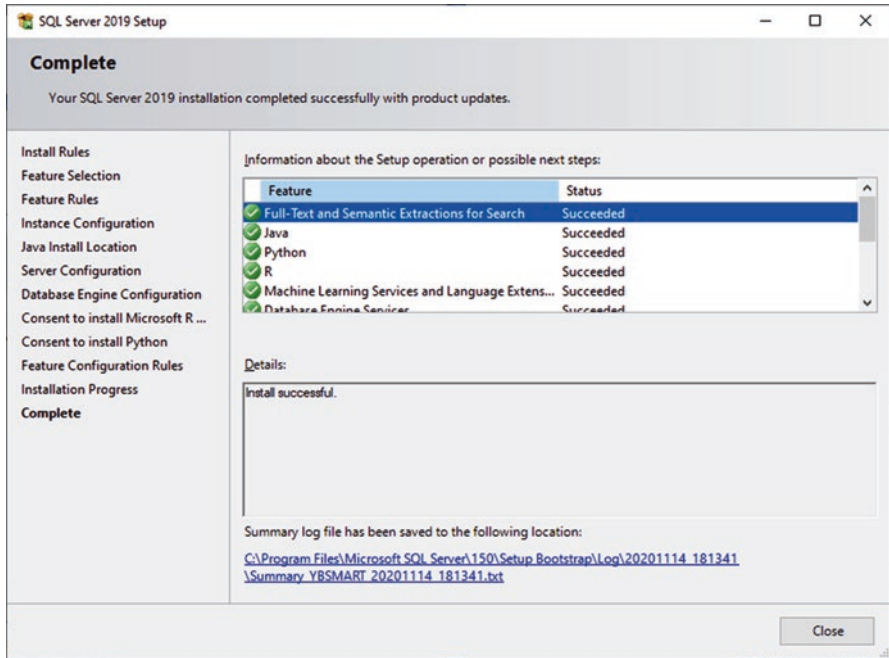 SQL Server 2019 Setup
Complete
Your SQL Server 2019 installation completed successfully with product updates.
Install Rules
Feature Selection
Feature Rules
Instance Configuration
Java Install Location
Server Configuration
Database Engine Configuration
Consent to install Microsoft R ...
Consent to install Python
Feature Configuration Rules
Installation Progress
Complete
Information about the Setup operation or possible next steps:
Feature Status
Full-Text and Semantic Extractions for Search Succeeded
Java Succeeded
Python Succeeded
R Succeeded
Machine Learning Services and Language Extens... Succeeded
Database Engine Services Succeeded
Details:
Install successful.
Summary log file has been saved to the following location:
C:\Program Files\Microsoft SQL Server\150\Setup Bootstrap\Log\20201114_181341
\Summary_YBSMART_20201114_181341.txt
Close